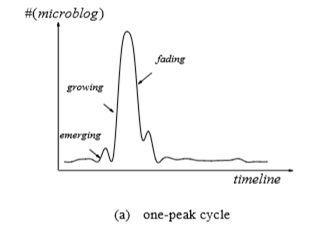 #(microblog)
fading
growing
emerging
timeline
(a) one-peak cycle